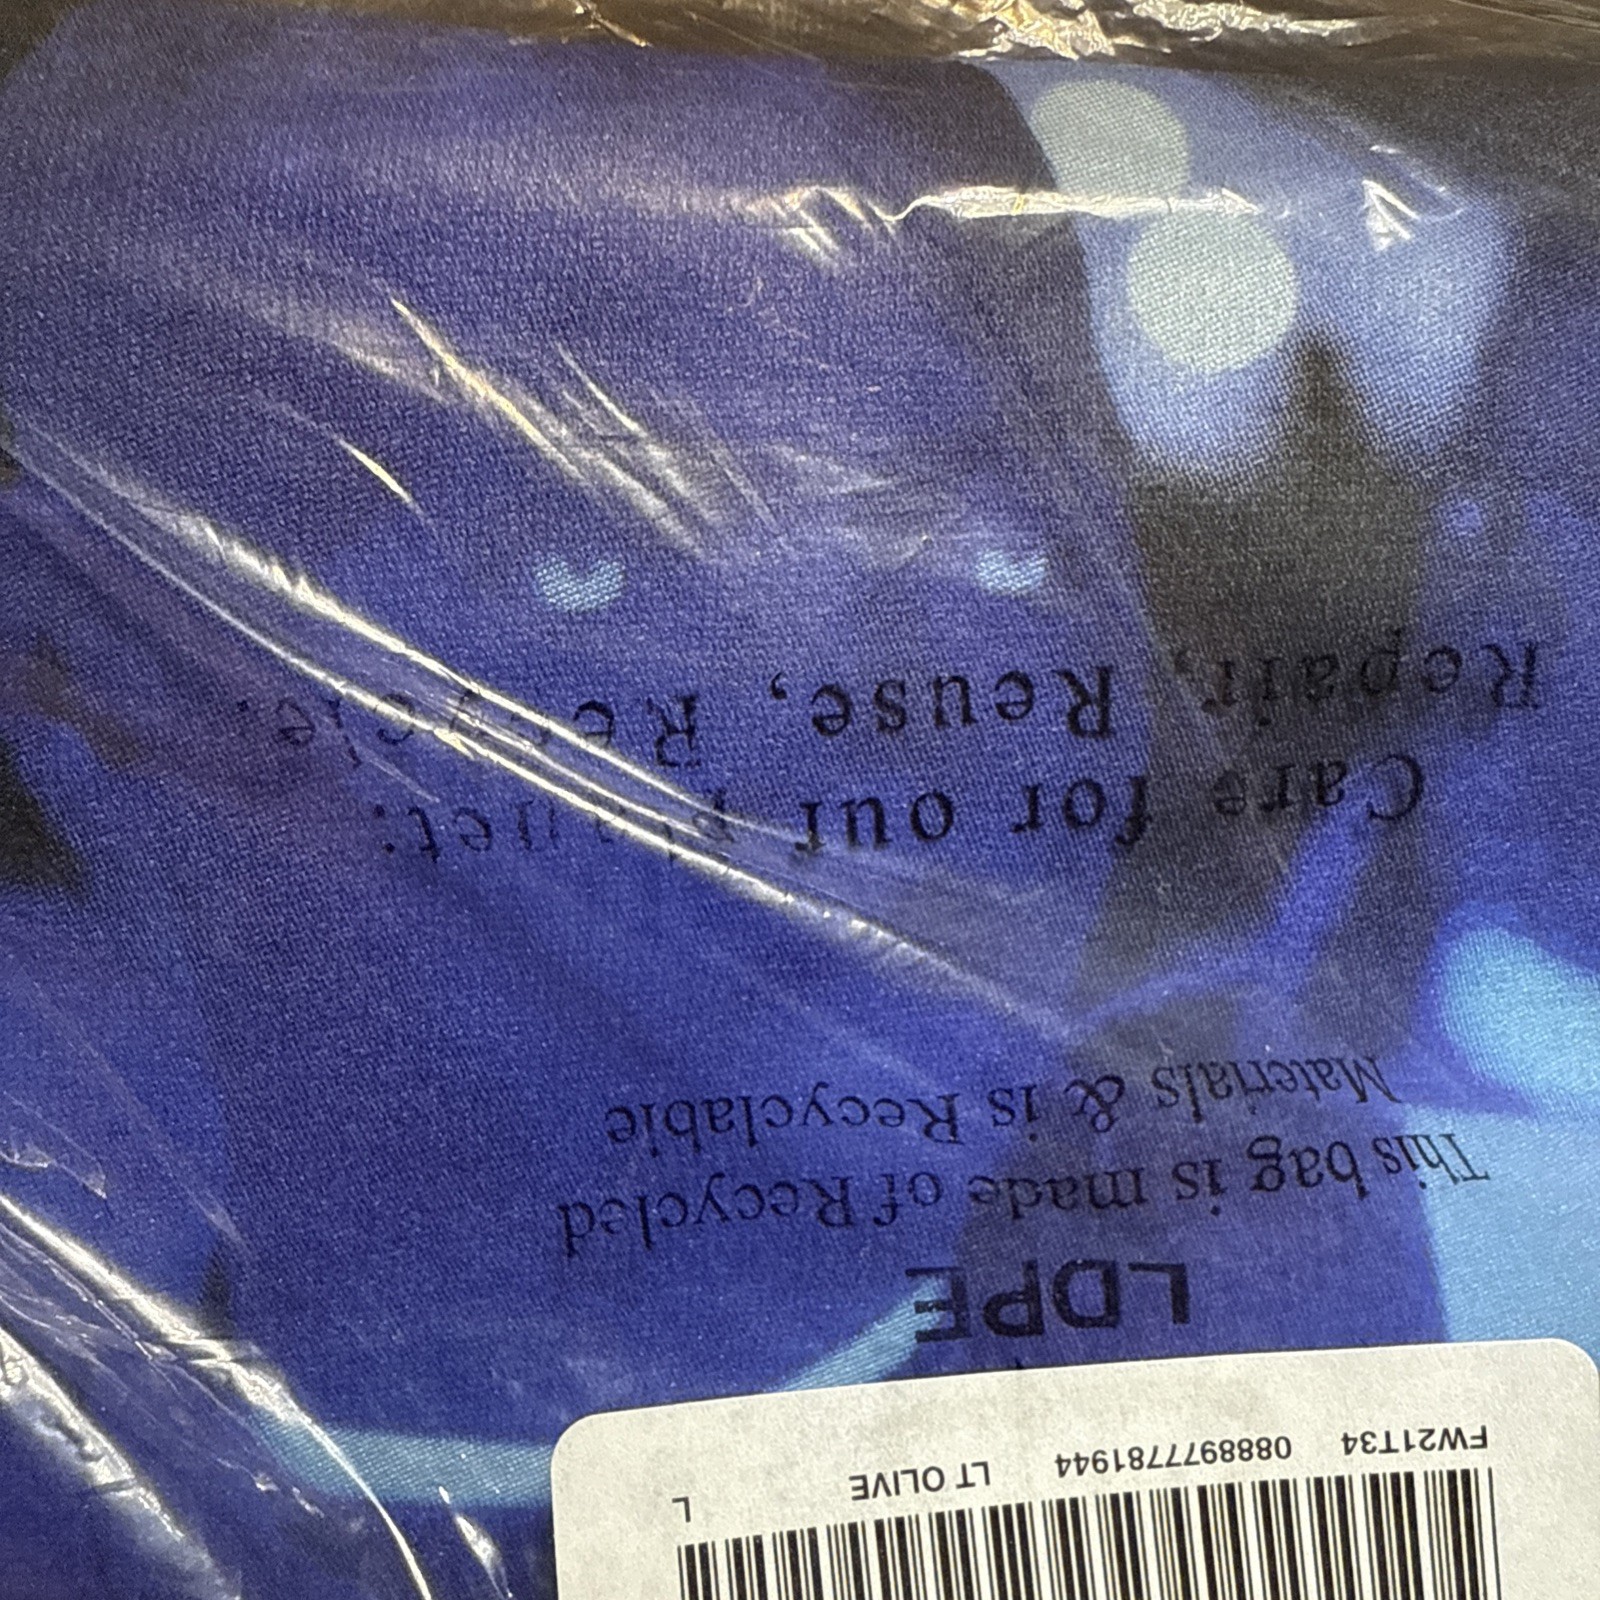 FW21T34 0888977781944 LT OLIVE L
LDPE
This bag is made of Recycled
Materials & is Recyclable
Care for our planet:
Repair, Reuse, Recycle.